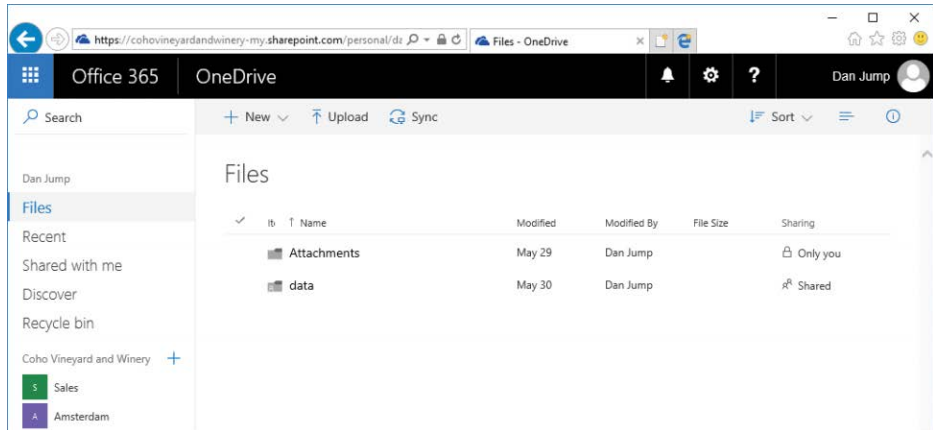 https://cohovineyardandwinery-my.sharepoint.com/personal/da
Files - OneDrive
Office 365 OneDrive ? Dan Jump
Search
+ New Upload Sync Sort
Dan Jump
Files
Recent
Shared with me
Discover
Recycle bin
Coho Vineyard and Winery +
S Sales
A Amsterdam
Files
Name Modified Modified By File Size Sharing
Attachments May 29 Dan Jump Only you
data May 30 Dan Jump Shared